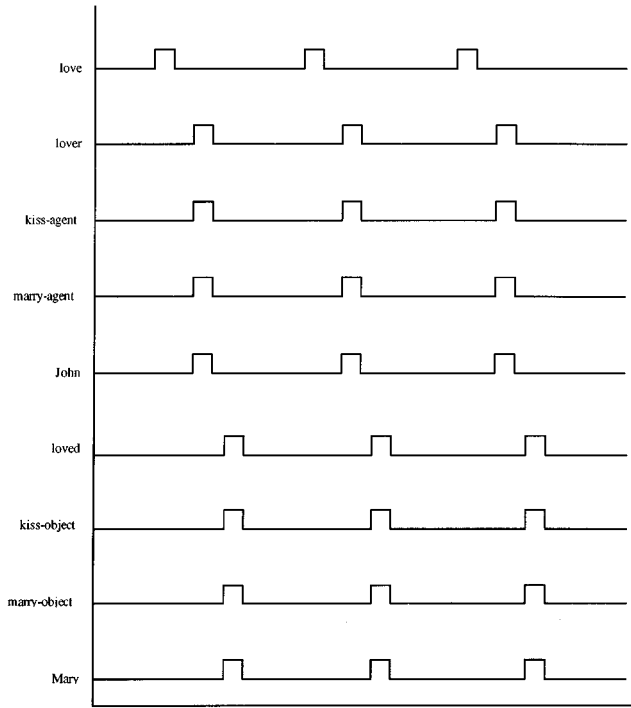 love
lover
kiss-agent
marry-agent
John
loved
kiss-object
marry-object
Mary